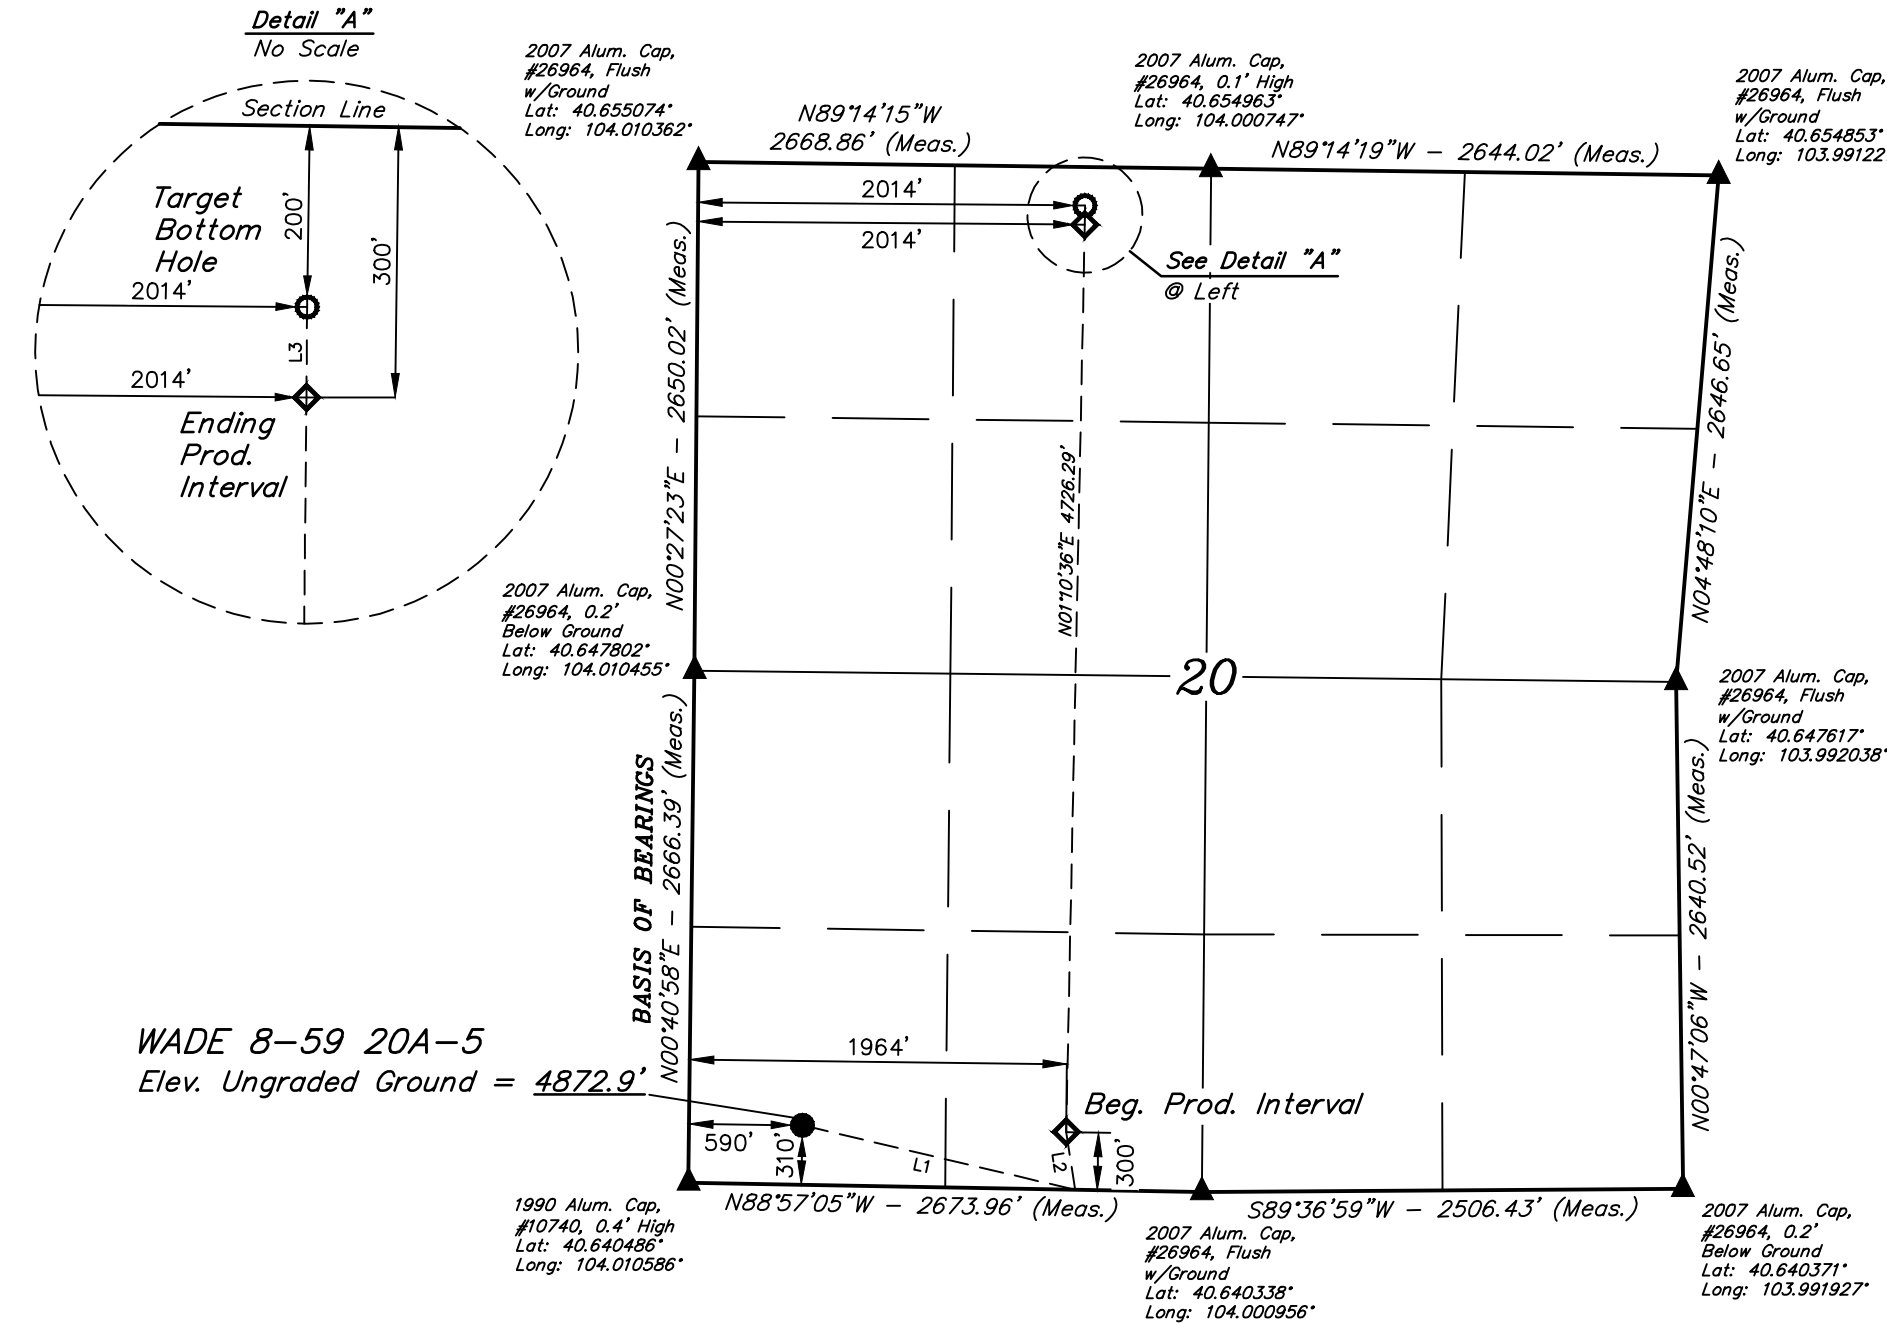 Detail "A"
No Scale
Section Line
200'
300'
Target
Bottom
Hole
2014'
L3
2014'
Ending
Prod.
Interval
2007 Alum. Cap,
#26964, Flush
w/Ground
Lat: 40.655074°
Long: 104.010362°
N89°14'15"W
2668.86' (Meas.)
2007 Alum. Cap,
#26964, 0.1' High
Lat: 40.654963°
Long: 104.000747°
N89°14'19"W - 2644.02' (Meas.)
2007 Alum. Cap,
#26964, Flush
w/Ground
Lat: 40.654853°
Long: 103.99122
2014'
2014'
See Detail "A"
@ Left
N00°27'23"E - 2650.02' (Meas.)
N01°10'36"E 4726.29'
N04°48'10"E - 2646.65' (Meas.)
2007 Alum. Cap,
#26964, 0.2'
Below Ground
Lat: 40.647802°
Long: 104.010455°
20
2007 Alum. Cap,
#26964, Flush
w/Ground
Lat: 40.647617°
Long: 103.992038°
BASIS OF BEARINGS
N00°40'58"E - 2666.39' (Meas.)
N00°47'06"W - 2640.52' (Meas.)
WADE 8-59 20A-5
Elev. Ungraded Ground = 4872.9'
1964'
Beg. Prod. Interval
590'
310'
L1
L2
300'
N88°57'05"W - 2673.96' (Meas.)
S89°36'59"W - 2506.43' (Meas.)
1990 Alum. Cap,
#10740, 0.4' High
Lat: 40.640486°
Long: 104.010586°
2007 Alum. Cap,
#26964, Flush
w/Ground
Lat: 40.640338°
Long: 104.000956°
2007 Alum. Cap,
#26964, 0.2'
Below Ground
Lat: 40.640371°
Long: 103.991927°